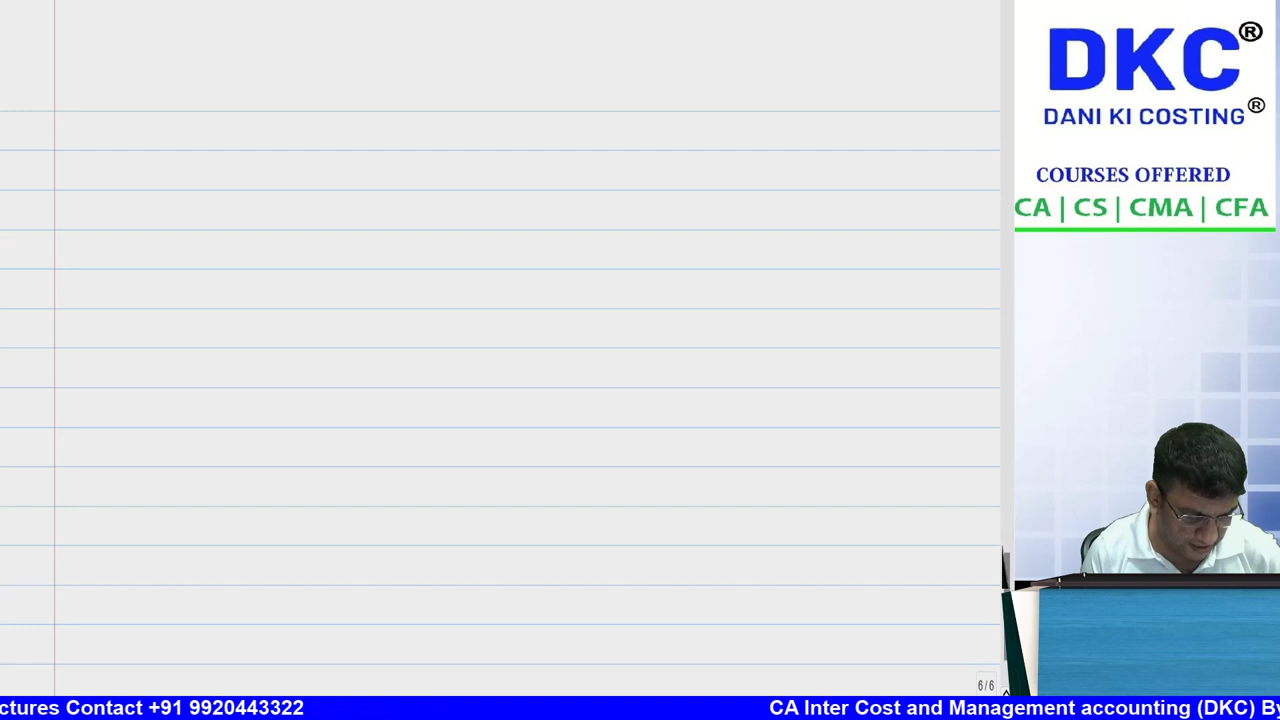 DKC®
DANI KI COSTING®
COURSES OFFERED
CA | CS | CMA | CFA
6/6
ctures Contact +91 9920443322 CA Inter Cost and Management accounting (DKC) By